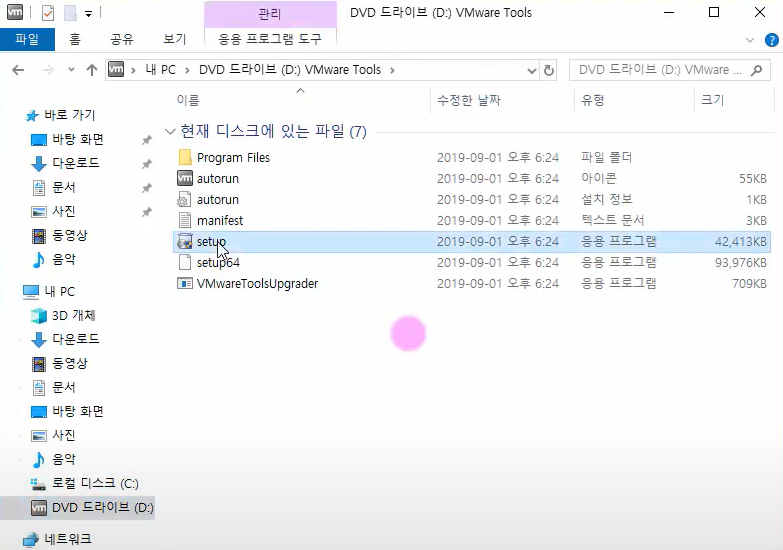 관리
DVD 드라이브 (D:) VMware Tools
파일
홈
공유
보기
응용 프로그램 도구
내 PC > DVD 드라이브 (D:) VMware Tools >
DVD 드라이브 (D:) VMware ...
바로 가기
바탕 화면
다운로드
문서
사진
동영상
음악
내 PC
3D 개체
다운로드
동영상
문서
바탕 화면
사진
음악
로컬 디스크 (C:)
DVD 드라이브 (D:)
네트워크
이름 수정한 날짜 유형 크기
현재 디스크에 있는 파일 (7)
Program Files 2019-09-01 오후 6:24 파일 폴더
autorun 2019-09-01 오후 6:24 아이콘 55KB
autorun 2019-09-01 오후 6:24 설치 정보 1KB
manifest 2019-09-01 오후 6:24 텍스트 문서 3KB
setup 2019-09-01 오후 6:24 응용 프로그램 42,413KB
setup64 2019-09-01 오후 6:24 응용 프로그램 93,976KB
VMwareToolsUpgrader 2019-09-01 오후 6:24 응용 프로그램 709KB